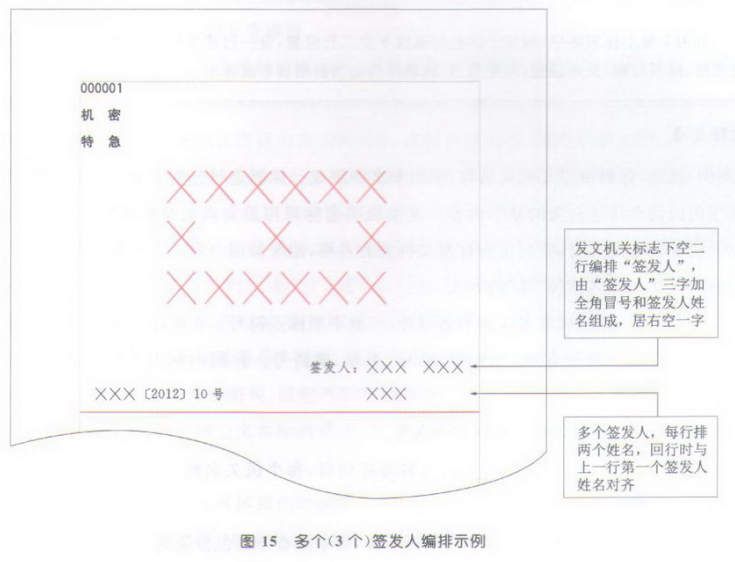 000001
机 密
特 急
签发人：XXX XXX
XXX〔2012〕10 号
XXX
发文机关标志下空二
行编排“签发人”，
由“签发人”三字加
全角冒号和签发人姓
名组成，居右空一字
多个签发人，每行排
两个姓名，回行时与
上一行第一个签发人
姓名对齐
图 15 多个(3 个)签发人编排示例